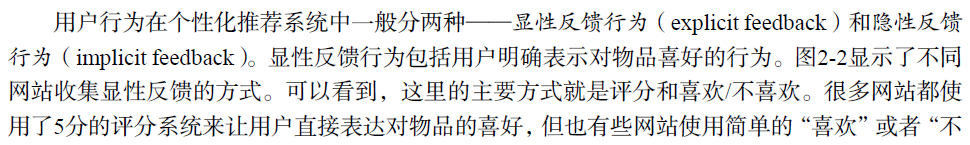 用户行为在个性化推荐系统中一般分两种——显性反馈行为（explicit feedback）和隐性反馈
行为（implicit feedback）。显性反馈行为包括用户明确表示对物品喜好的行为。图2-2显示了不同
网站收集显性反馈的方式。可以看到，这里的主要方式就是评分和喜欢/不喜欢。很多网站都使
用了5分的评分系统来让用户直接表达对物品的喜好，但也有些网站使用简单的“喜欢”或者“不